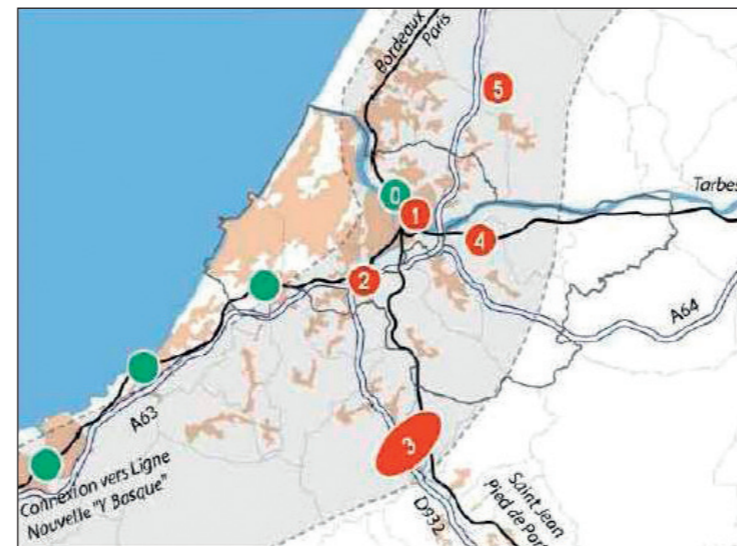 Bordeaux
Paris
5
0
1
Tarbes
4
2
A64
A63
3
Connexion vers Ligne
Nouvelle "Y Basque"
D932
Saint Jean
Pied de Port